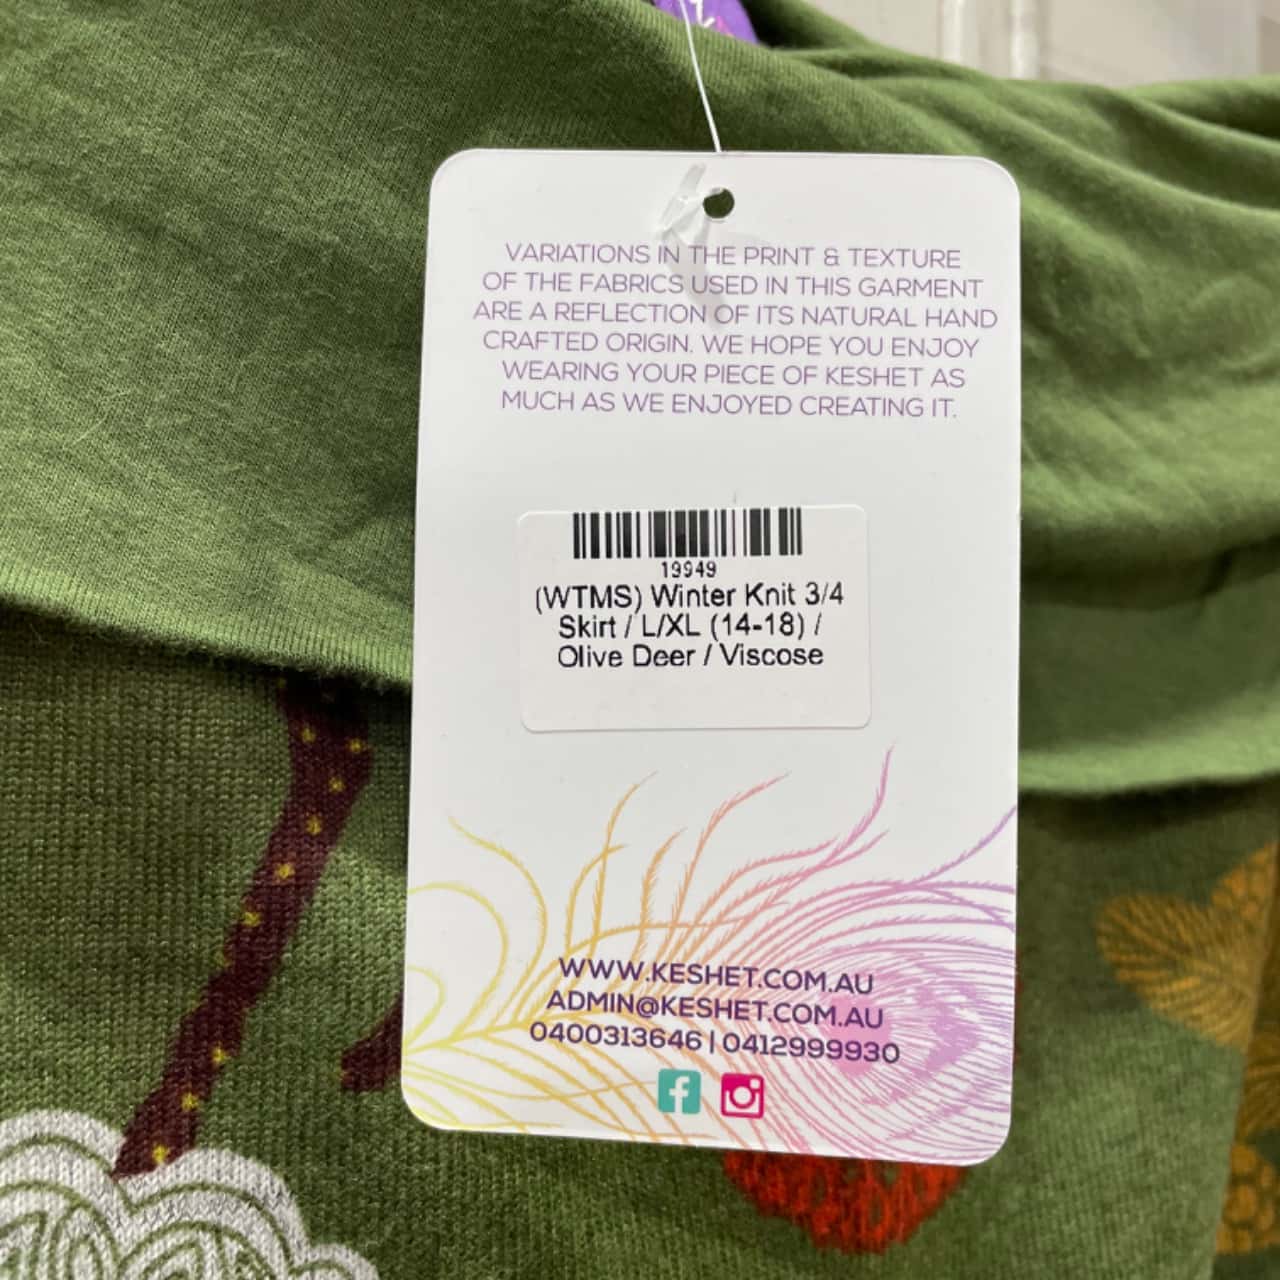 VARIATIONS IN THE PRINT & TEXTURE
OF THE FABRICS USED IN THIS GARMENT
ARE A REFLECTION OF ITS NATURAL HAND
CRAFTED ORIGIN. WE HOPE YOU ENJOY
WEARING YOUR PIECE OF KESHET AS
MUCH AS WE ENJOYED CREATING IT.
19949
(WTMS) Winter Knit 3/4
Skirt / L/XL (14-18) /
Olive Deer / Viscose
WWW.KESHET.COM.AU
ADMIN@KESHET.COM.AU
0400313646 | 0412999930